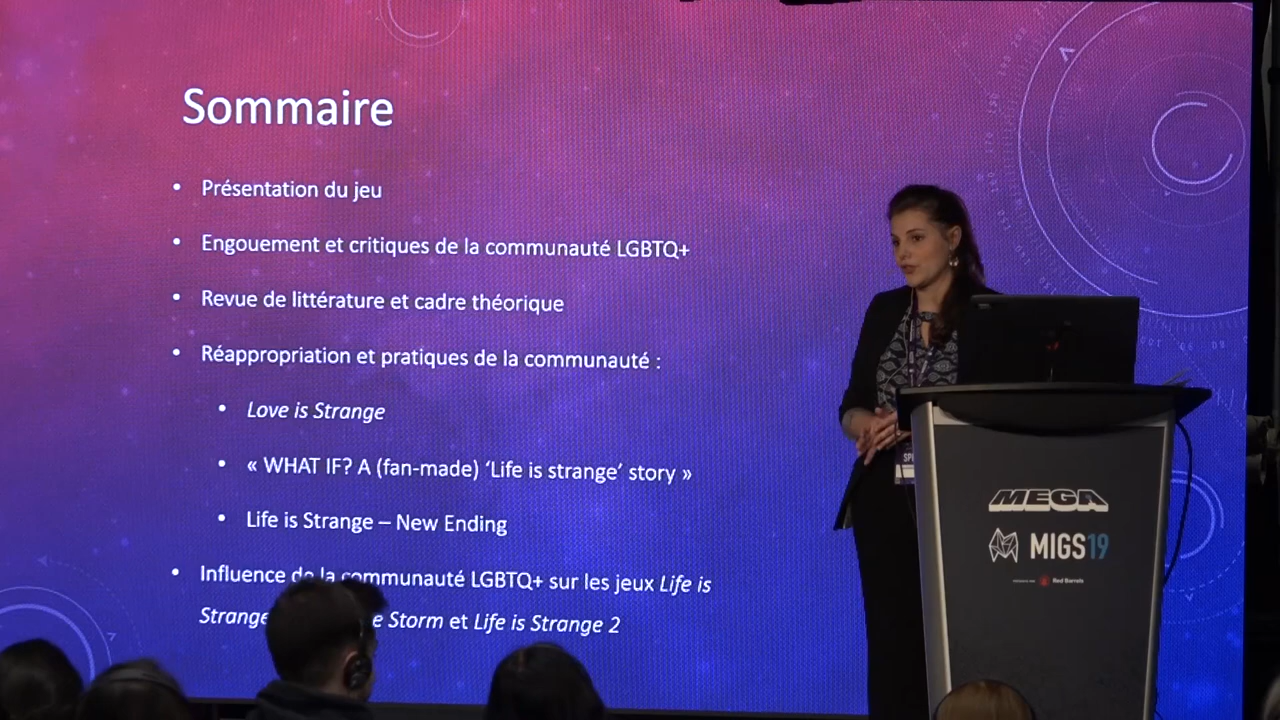 Sommaire
• Présentation du jeu
• Engouement et critiques de la communauté LGBTQ+
• Revue de littérature et cadre théorique
• Réappropriation et pratiques de la communauté :
• Love is Strange
• « WHAT IF? A (fan-made) ‘Life is strange’ story »
• Life is Strange – New Ending
• Influence de la communauté LGBTQ+ sur les jeux Life is
Strange e Storm et Life is Strange 2
MEGA
MIGS19
Red Barrels